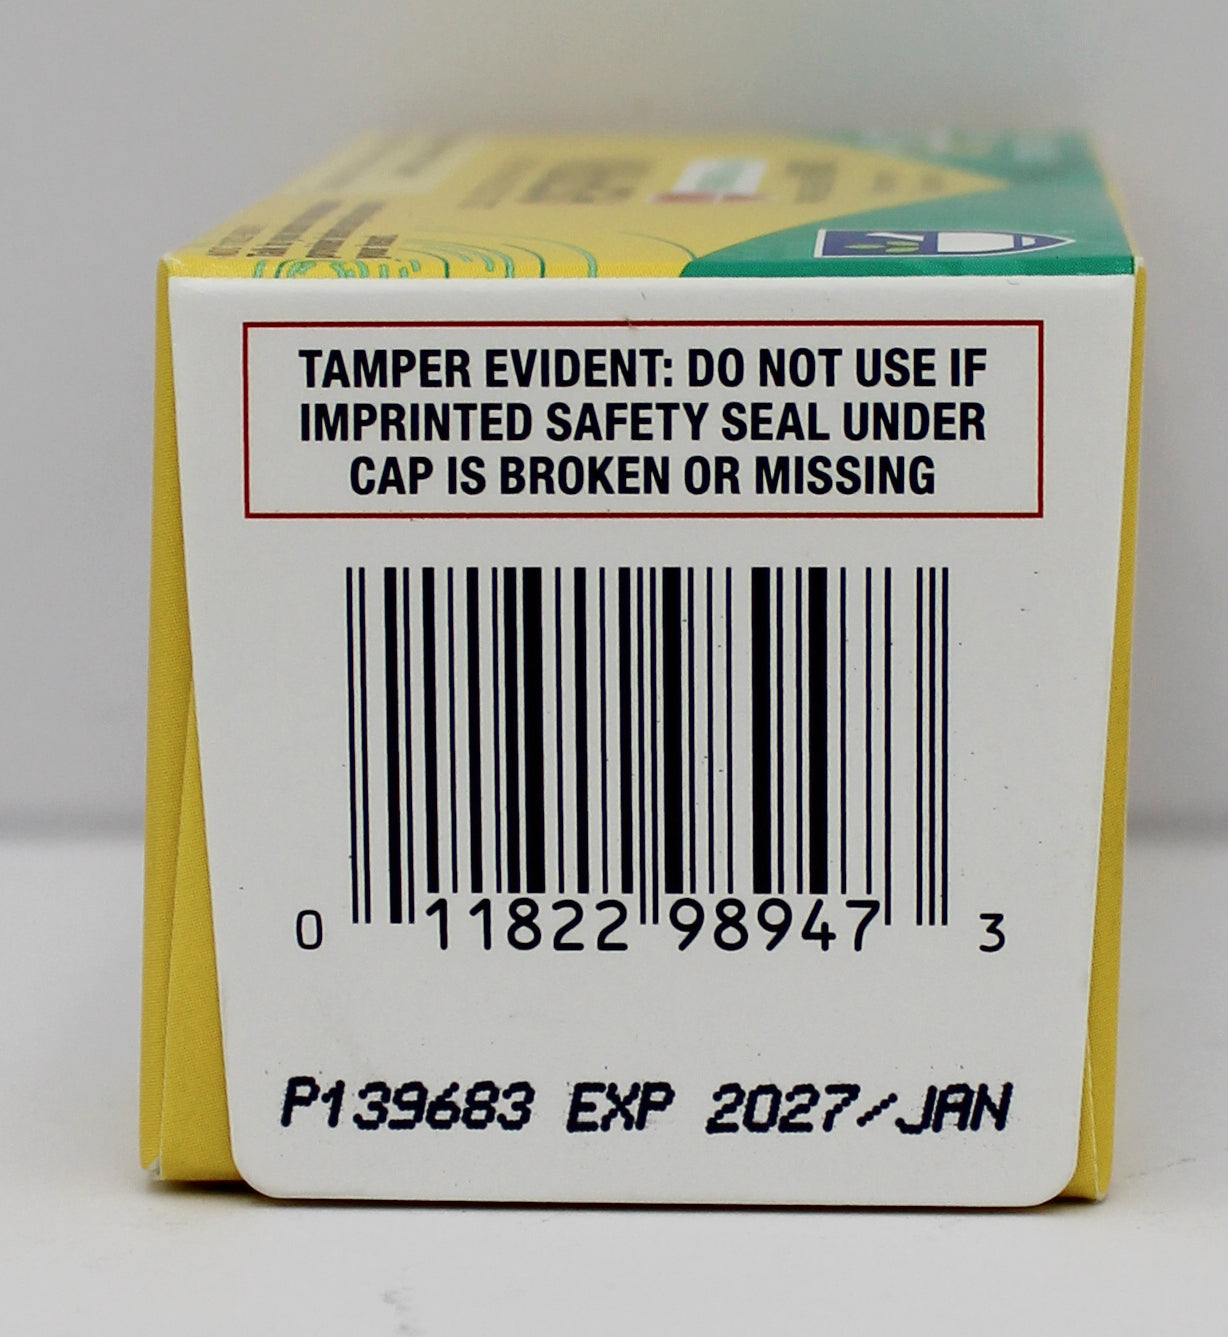 TAMPER EVIDENT: DO NOT USE IF
IMPRINTED SAFETY SEAL UNDER
CAP IS BROKEN OR MISSING
0 11822 98947 3
P139683 EXP 2027/JAN